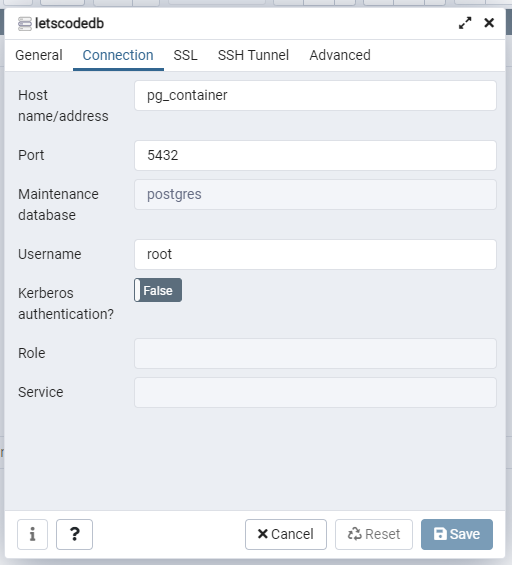 letscodedb
General Connection SSL SSH Tunnel Advanced
Host name/address pg_container
Port 5432
Maintenance database postgres
Username root
Kerberos authentication? False
Role
Service
i ? Cancel Reset Save